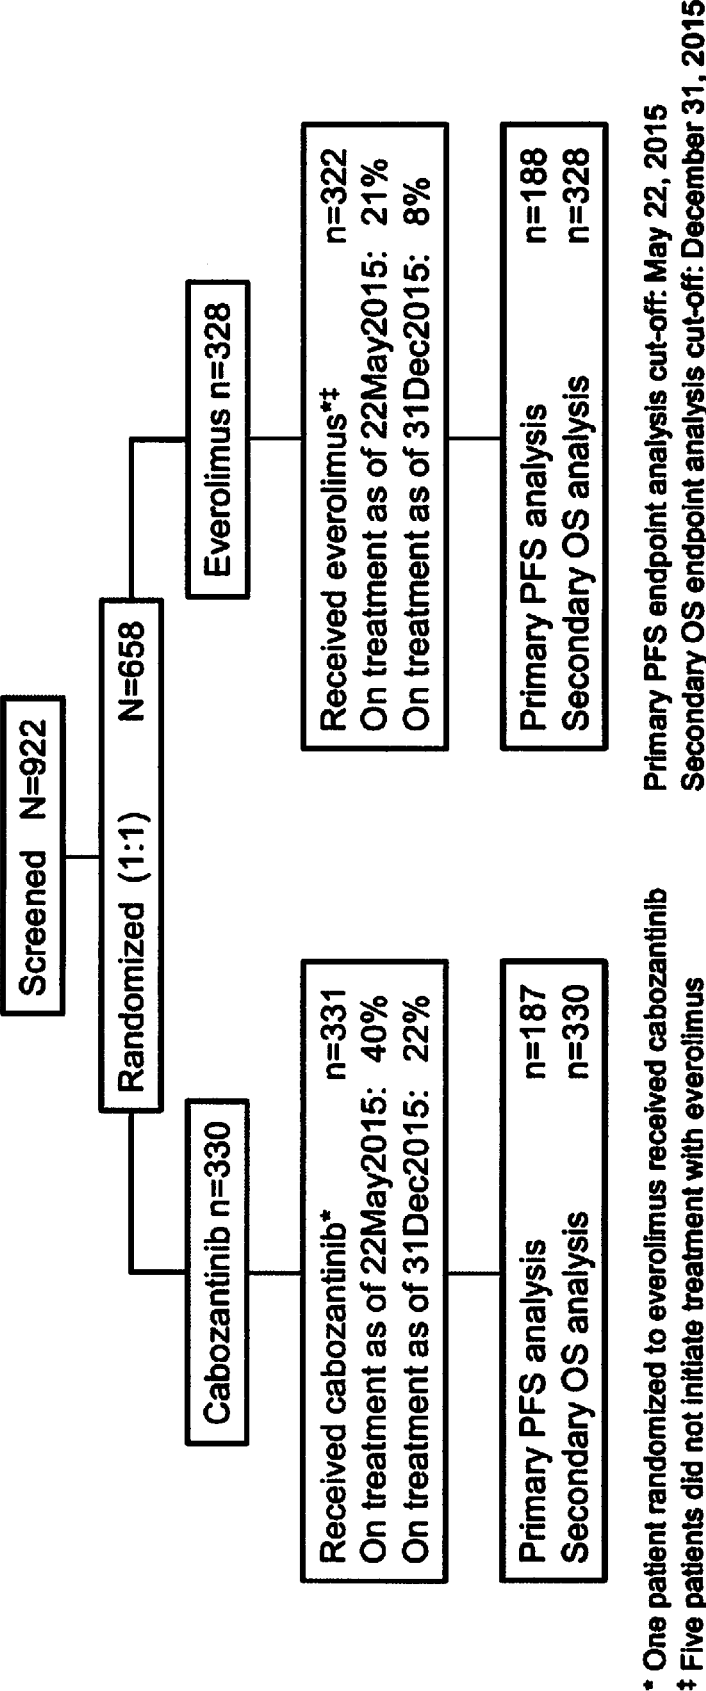 Screened N=922
Randomized (1:1) N=658
Cabozantinib n=330
Everolimus n=328
Received cabozantinib* n=331
On treatment as of 22May2015: 40%
On treatment as of 31Dec2015: 22%
Received everolimus*‡ n=322
On treatment as of 22May2015: 21%
On treatment as of 31Dec2015: 8%
Primary PFS analysis n=187
Secondary OS analysis n=330
Primary PFS analysis n=188
Secondary OS analysis n=328
* One patient randomized to everolimus received cabozantinib
‡ Five patients did not initiate treatment with everolimus
Primary PFS endpoint analysis cut-off: May 22, 2015
Secondary OS endpoint analysis cut-off: December 31, 2015